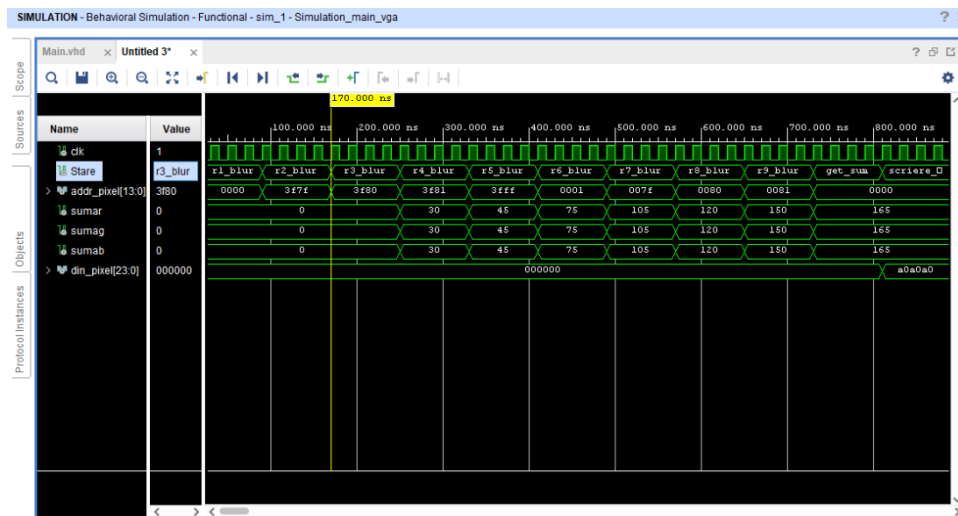 SIMULATION - Behavioral Simulation - Functional - sim_1 - Simulation_main_vga ?
Main.vhd × Untitled 3* × ?
Scope
Sources
Objects
Protocol Instances
170.000 ns
Name Value
100.000 ns 200.000 ns 300.000 ns 400.000 ns 500.000 ns 600.000 ns 700.000 ns 800.000 ns
clk 1
Stare r3_blur r1_blur r2_blur r3_blur r4_blur r5_blur r6_blur r7_blur r8_blur r9_blur get_sum scriere_
addr_pixel[13:0] 3f80 0000 3f7f 3f80 3f81 3fff 0001 007f 0080 0081 0000
sumar 0 0 30 45 75 105 120 150 165
sumag 0 0 30 45 75 105 120 150 165
sumab 0 0 30 45 75 105 120 150 165
din_pixel[23:0] 000000 000000 a0a0a0